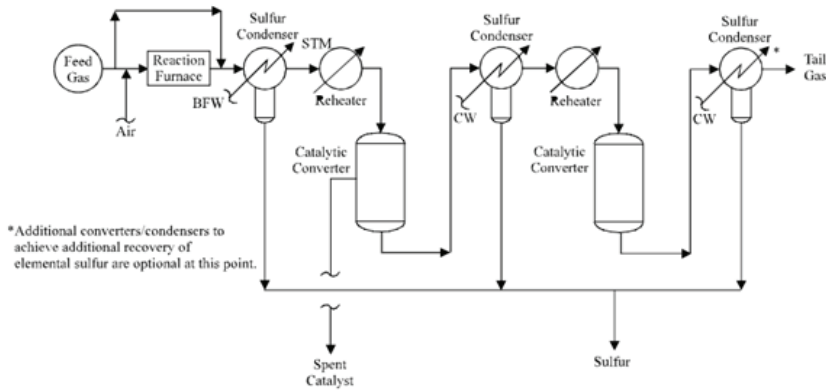 Sulfur
Condenser
STM
Sulfur
Condenser
Sulfur
Condenser
*
Tail
Gas
Feed
Gas
Reaction
Furnace
BFW
Reheater
CW
Reheater
CW
Air
Catalytic
Converter
Catalytic
Converter
*Additional converters/condensers to
achieve additional recovery of
elemental sulfur are optional at this point.
Spent
Catalyst
Sulfur